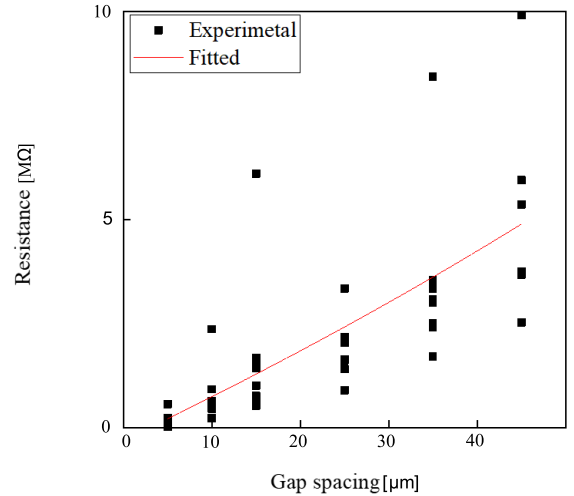 10
Experimetal
Fitted
Resistance [MΩ]
5
0
0 10 20 30 40
Gap spacing[μm]